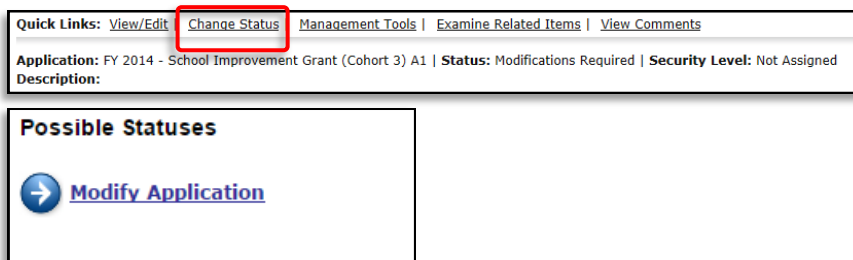 Quick Links: View/Edit | Change Status | Management Tools | Examine Related Items | View Comments
Application: FY 2014 - School Improvement Grant (Cohort 3) A1 | Status: Modifications Required | Security Level: Not Assigned
Description:
Possible Statuses
Modify Application